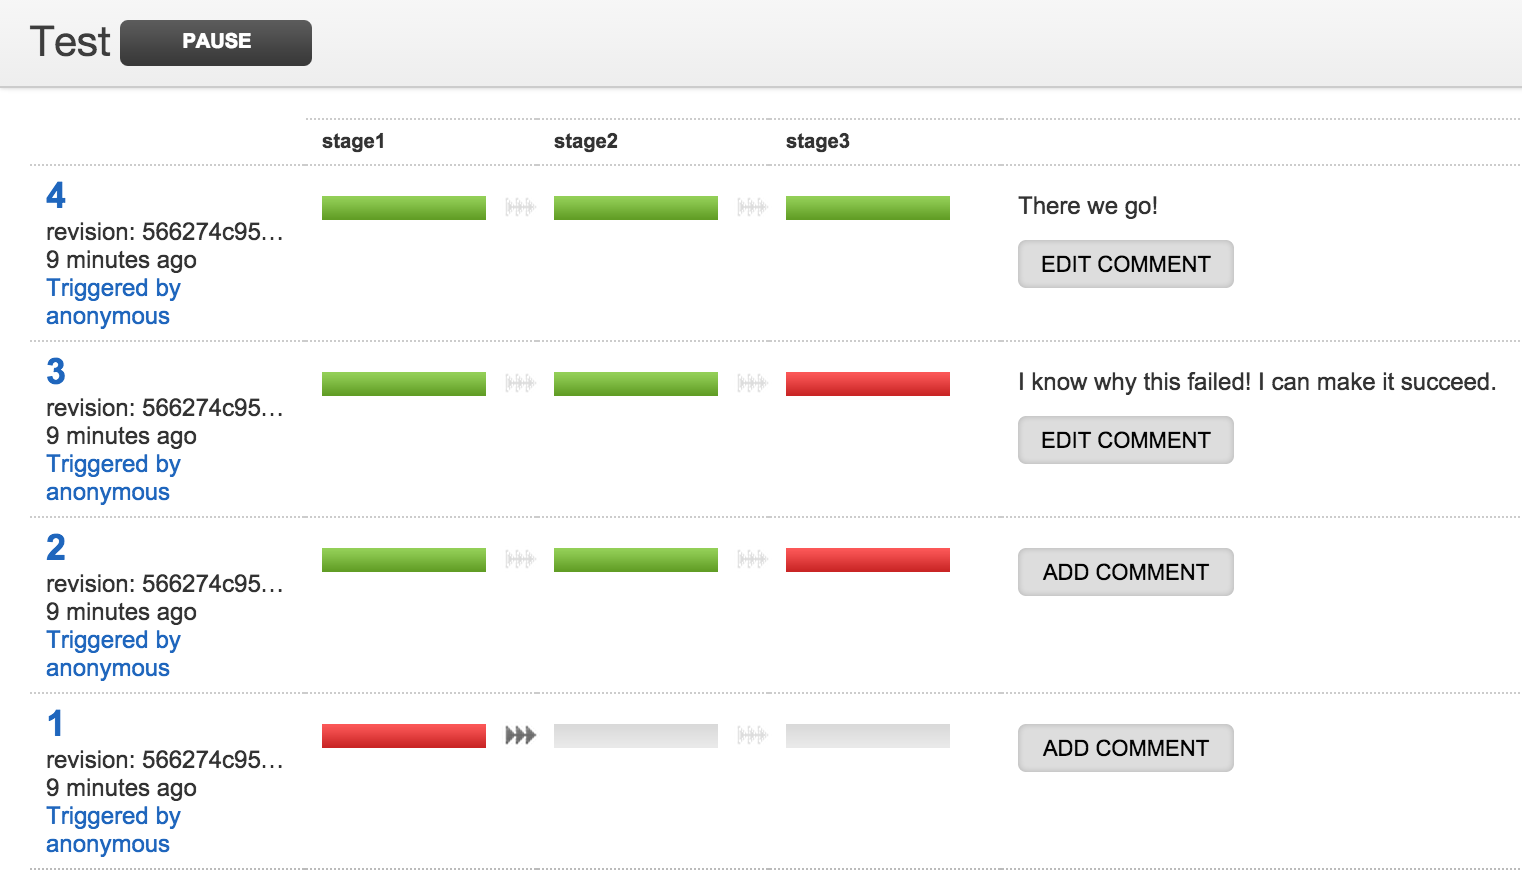 Test PAUSE
stage1 stage2 stage3
4
revision: 566274c95...
9 minutes ago
Triggered by
anonymous
There we go!
EDIT COMMENT
3
revision: 566274c95...
9 minutes ago
Triggered by
anonymous
I know why this failed! I can make it succeed.
EDIT COMMENT
2
revision: 566274c95...
9 minutes ago
Triggered by
anonymous
ADD COMMENT
1
revision: 566274c95...
9 minutes ago
Triggered by
anonymous
ADD COMMENT